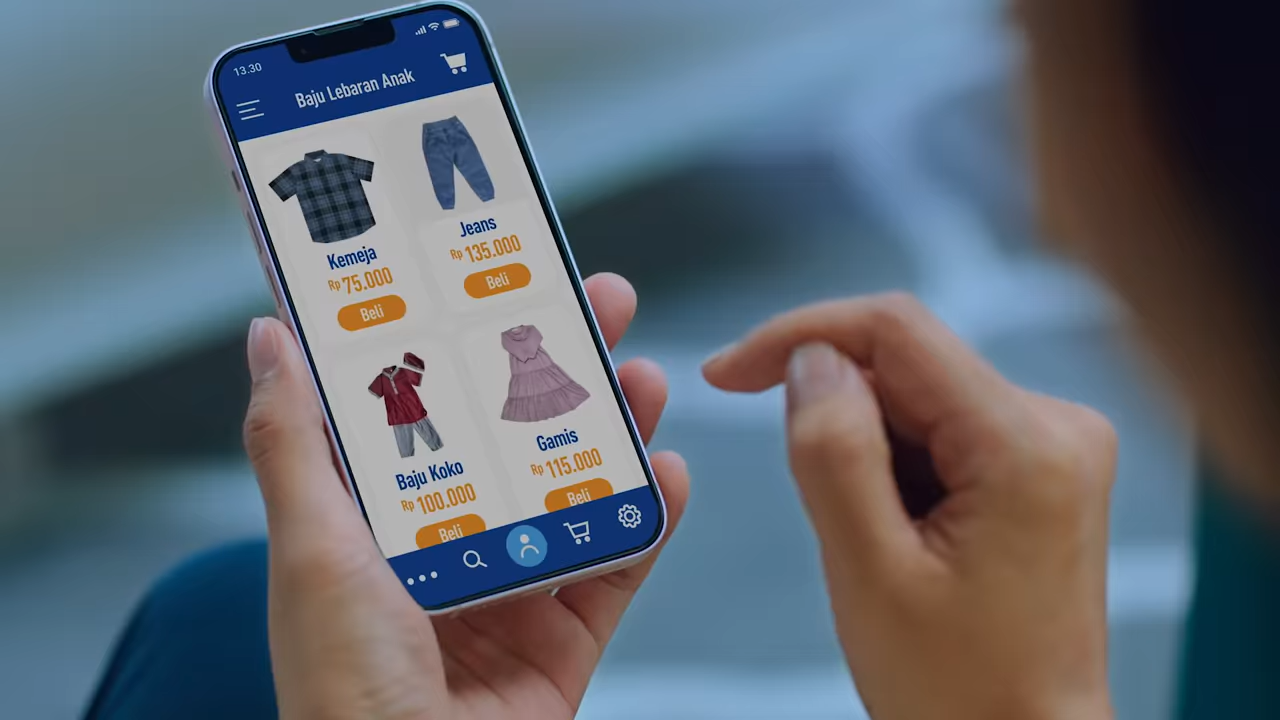 13.30
Baju Lebaran Anak
Kemeja
Rp 75.000
Beli
Jeans
Rp 135.000
Beli
Baju Koko
Rp 100.000
Beli
Gamis
Rp 115.000
Beli